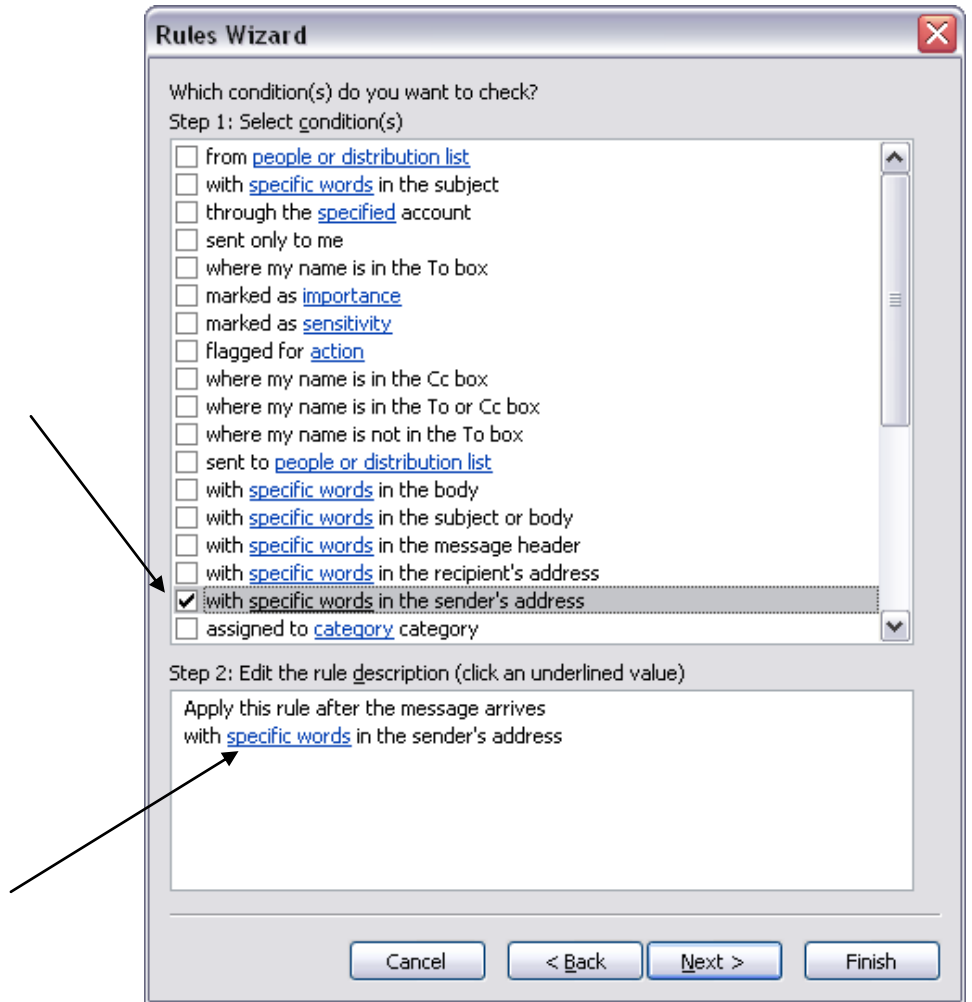 Rules Wizard
Which condition(s) do you want to check?
Step 1: Select condition(s)
from people or distribution list
with specific words in the subject
through the specified account
sent only to me
where my name is in the To box
marked as importance
marked as sensitivity
flagged for action
where my name is in the Cc box
where my name is in the To or Cc box
where my name is not in the To box
sent to people or distribution list
with specific words in the body
with specific words in the subject or body
with specific words in the message header
with specific words in the recipient's address
with specific words in the sender's address
assigned to category category
Step 2: Edit the rule description (click an underlined value)
Apply this rule after the message arrives
with specific words in the sender's address
Cancel < Back Next > Finish